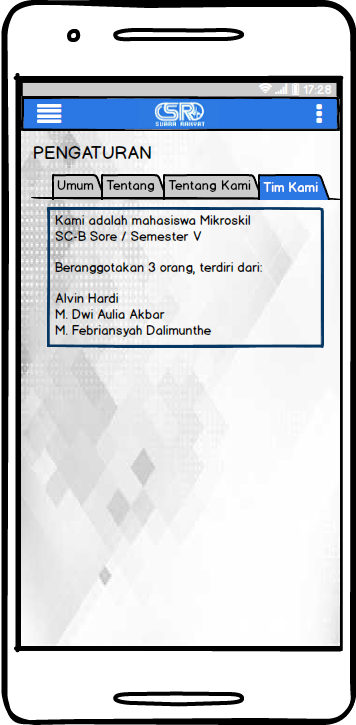 17:28
CSR
SUARA RAKYAT
PENGATURAN
Umum
Tentang
Tentang Kami
Tim Kami
Kami adalah mahasiswa Mikroskil
SC-B Sore / Semester V
Beranggotakan 3 orang, terdiri dari:
Alvin Hardi
M. Dwi Aulia Akbar
M. Febriansyah Dalimunthe